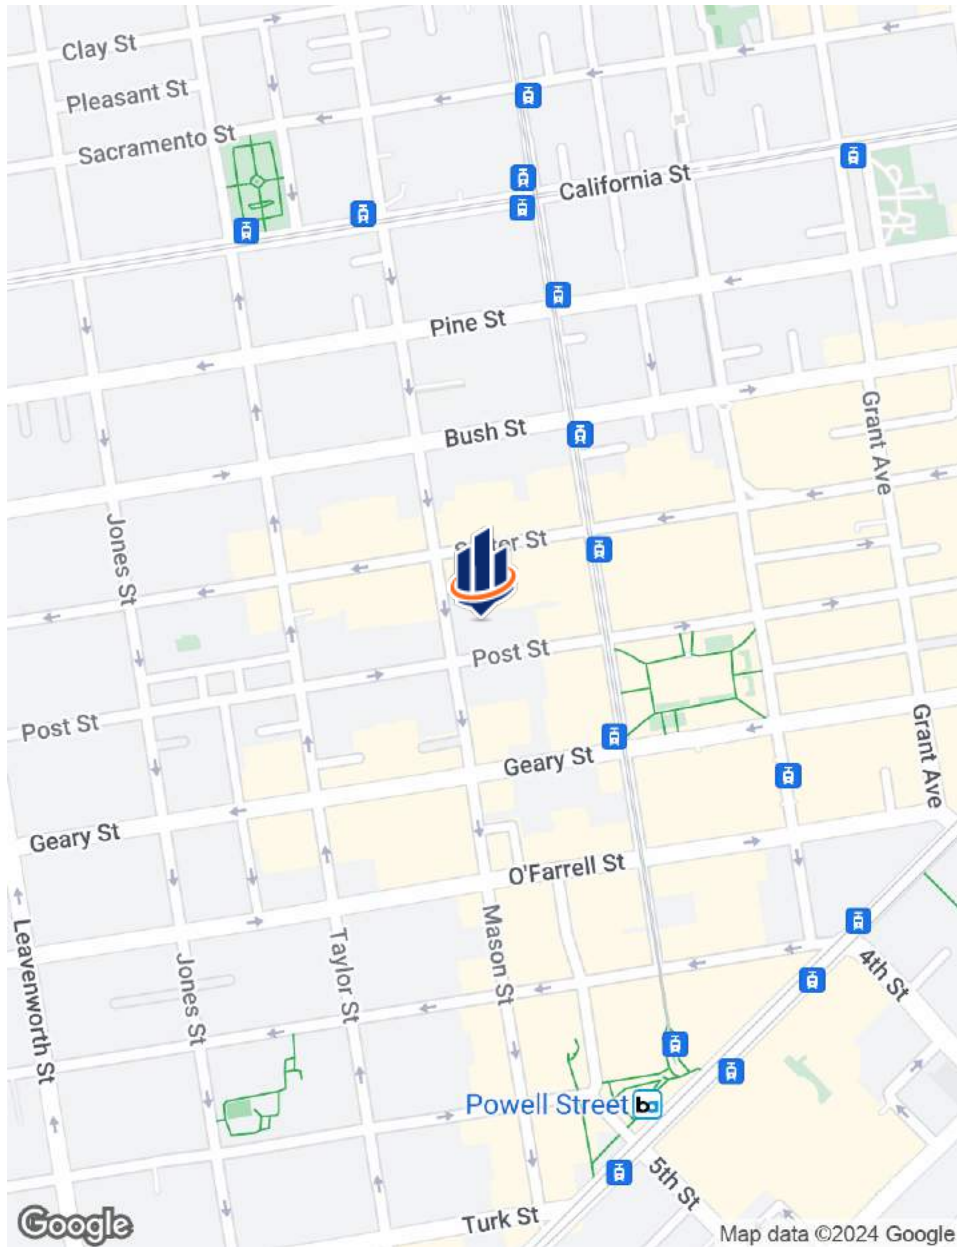 Clay St
Pleasant St
Sacramento St
California St
Pine St
Bush St
Grant Ave
Jones St
St
Post St
Post St
Grant Ave
Geary St
Geary St
O'Farrell St
Leavenworth St
Jones St
Taylor St
Mason St
4th St
Powell Street
ba
5th St
Turk St
Google
Map data ©2024 Google